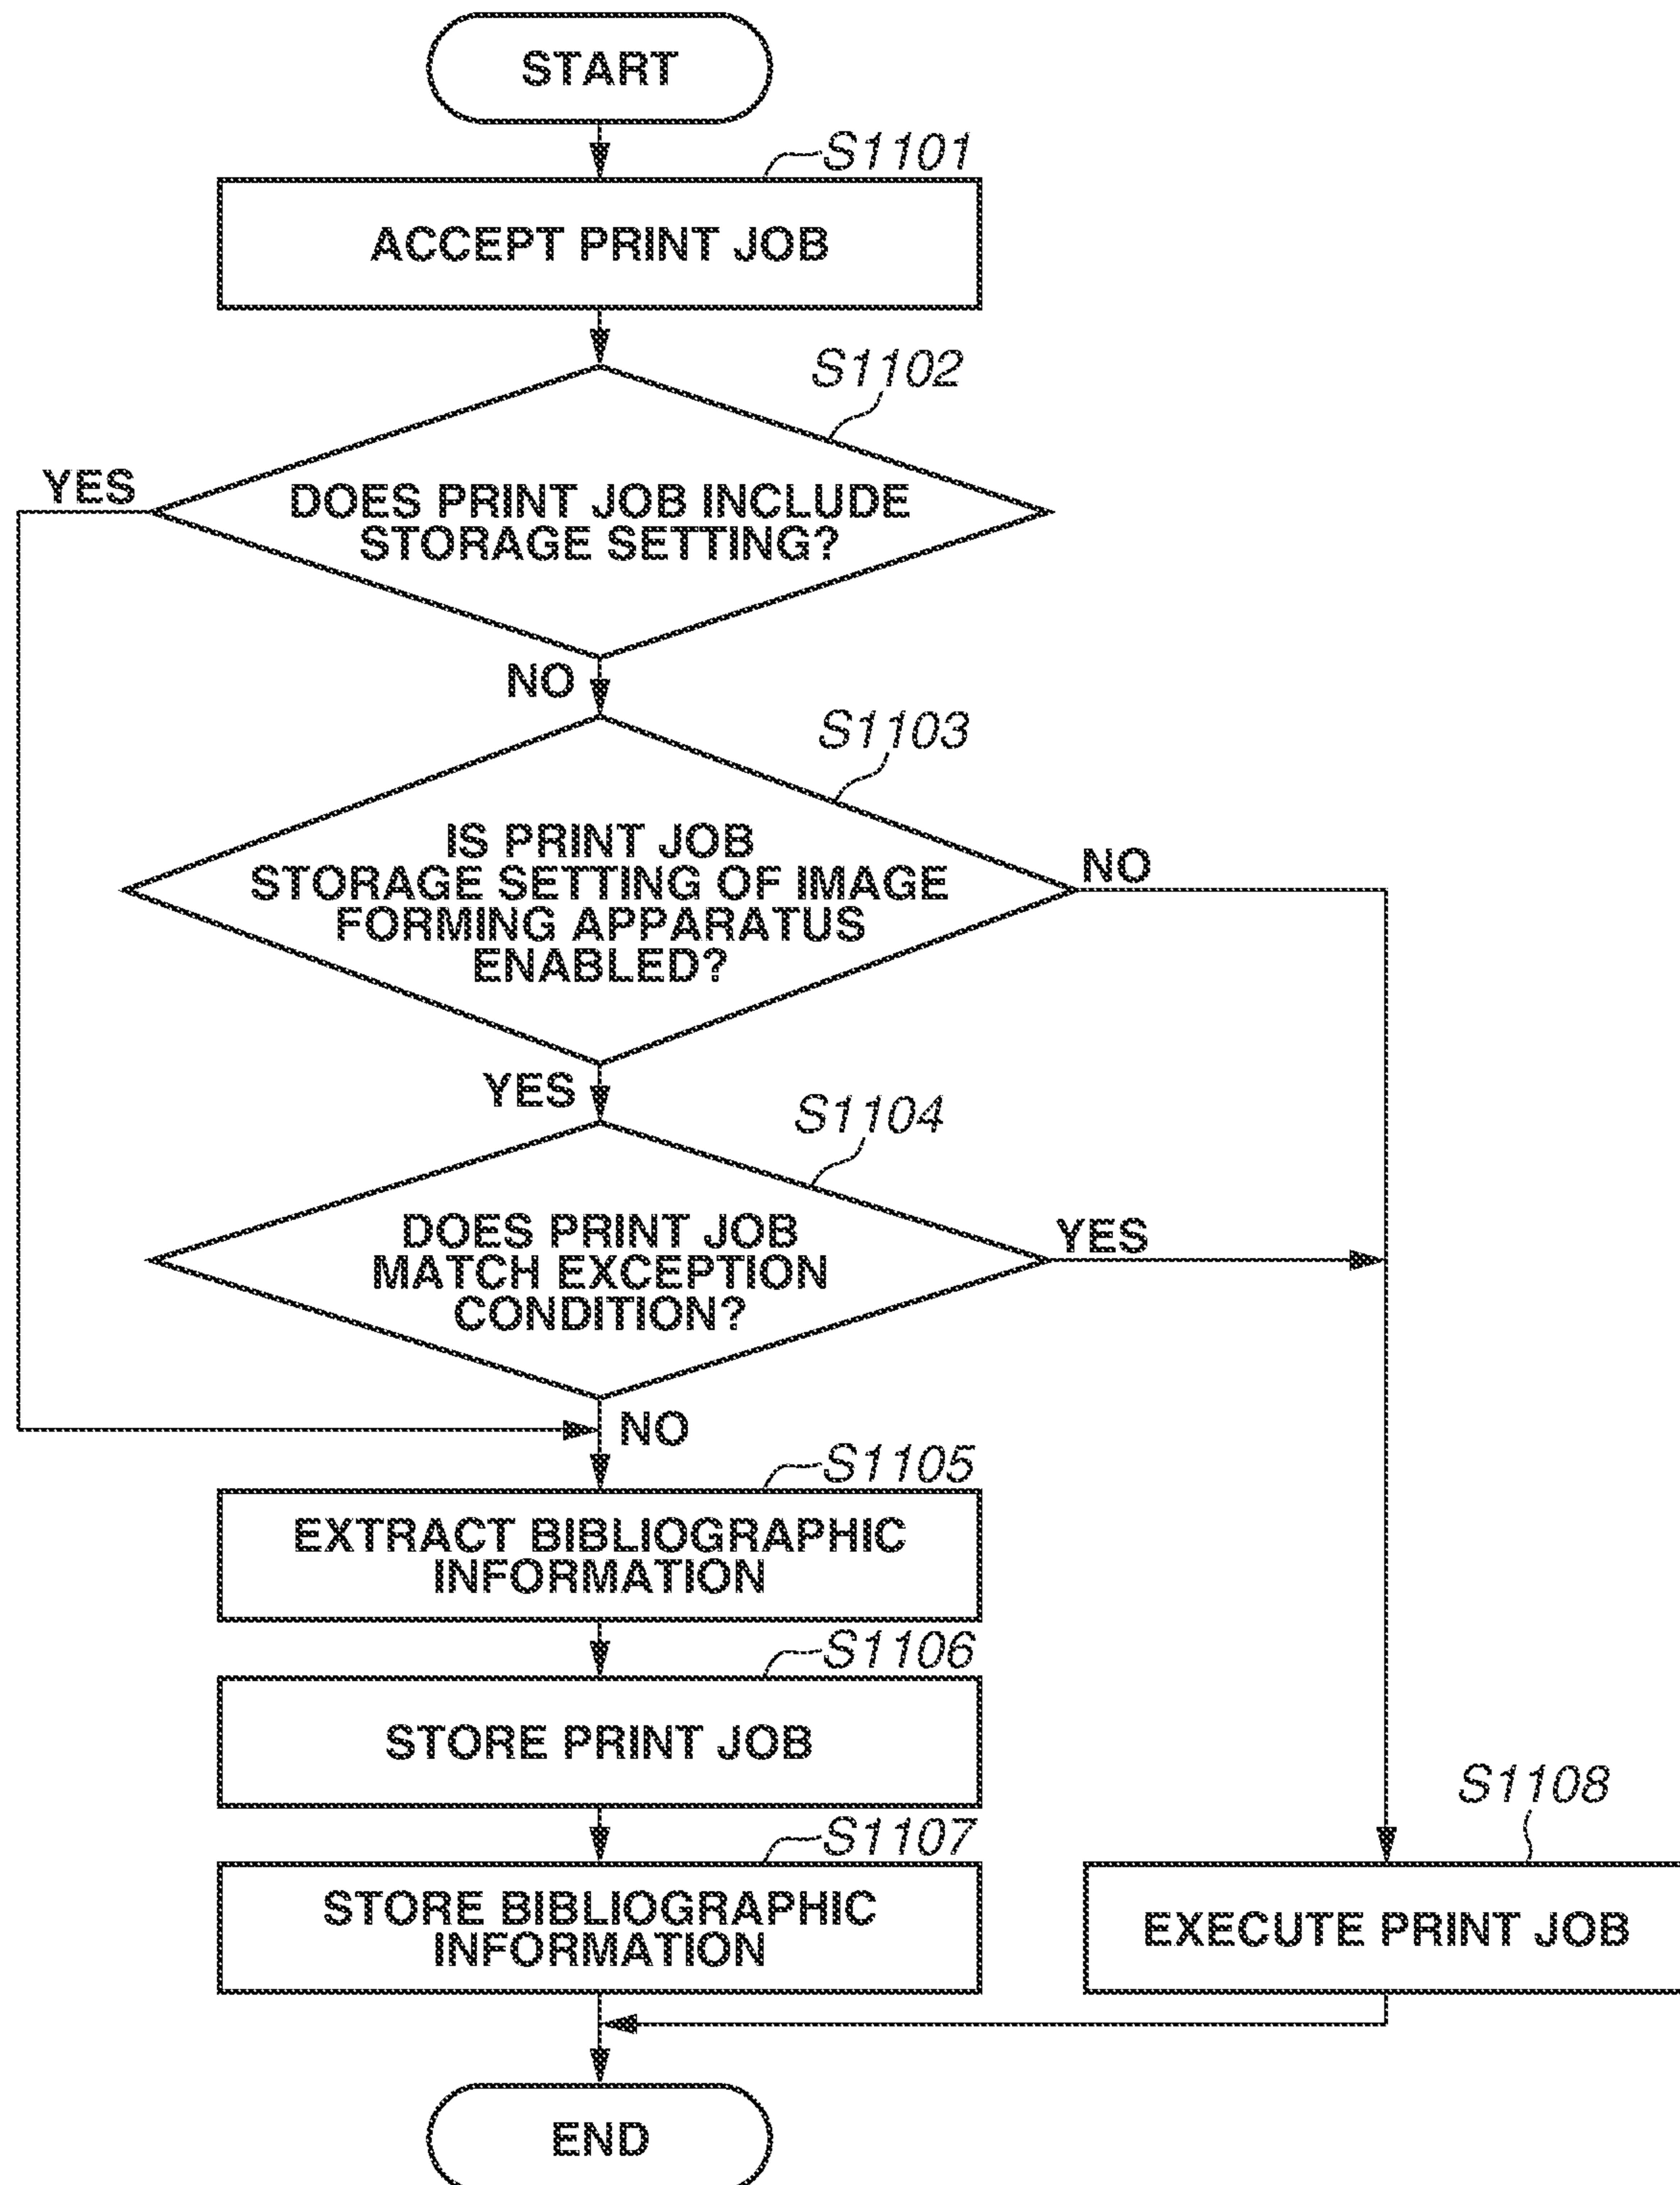 START
S1101
ACCEPT PRINT JOB
S1102
YES
DOES PRINT JOB INCLUDE
STORAGE SETTING?
NO
S1103
IS PRINT JOB
STORAGE SETTING OF IMAGE
FORMING APPARATUS
ENABLED?
NO
YES
S1104
DOES PRINT JOB
MATCH EXCEPTION
CONDITION?
YES
NO
S1105
EXTRACT BIBLIOGRAPHIC
INFORMATION
S1106
STORE PRINT JOB
S1107
STORE BIBLIOGRAPHIC
INFORMATION
S1108
EXECUTE PRINT JOB
END